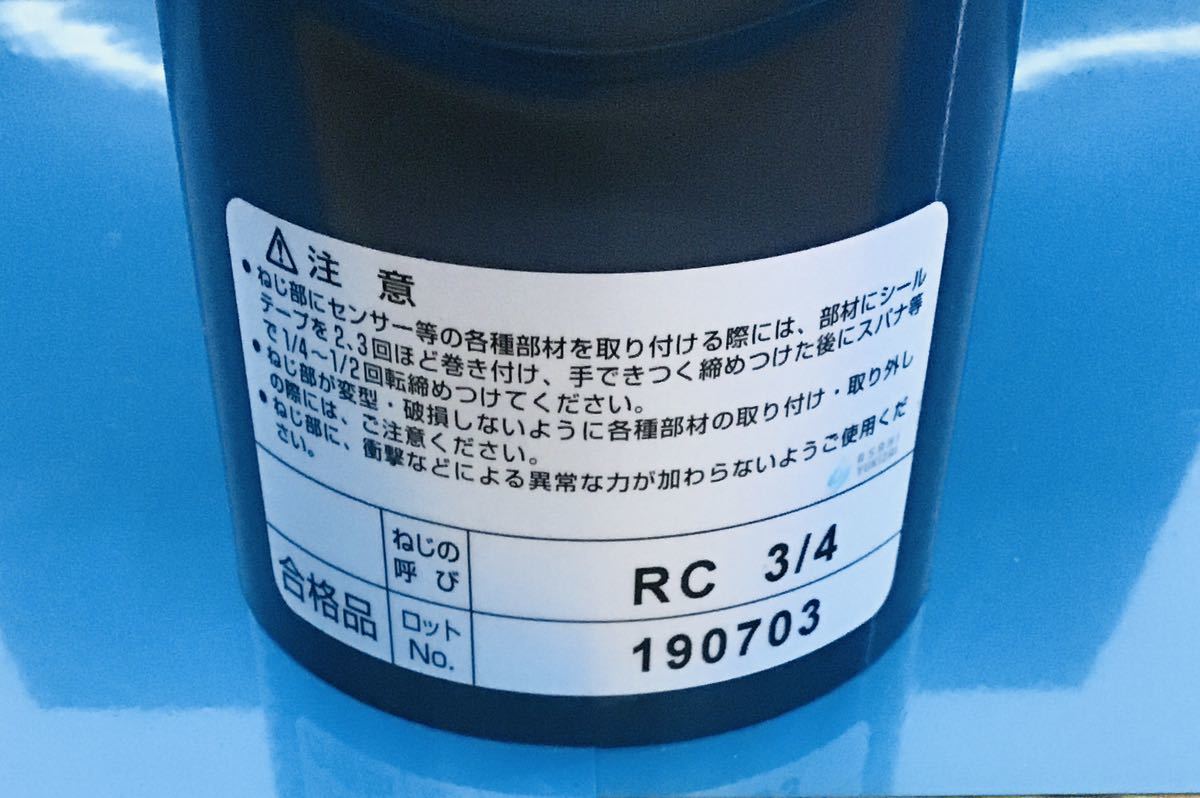 ⚠注 意
●ねじ部にセンサー等の各種部材を取り付ける際には、部材にシール
テープを2、3回ほど巻き付け、手できつく締めつけた後にスパナ等
で1/4～1/2回転締めつけてください。
●ねじ部が変型・破損しないように各種部材の取り付け・取り外し
の際には、ご注意ください。
●ねじ部に、衝撃などによる異常な力が加わらないようご使用くだ
さい。
ASAHI
YUKIZAI
合格品
ねじの
呼 び
RC 3/4
ロット
No.
190703